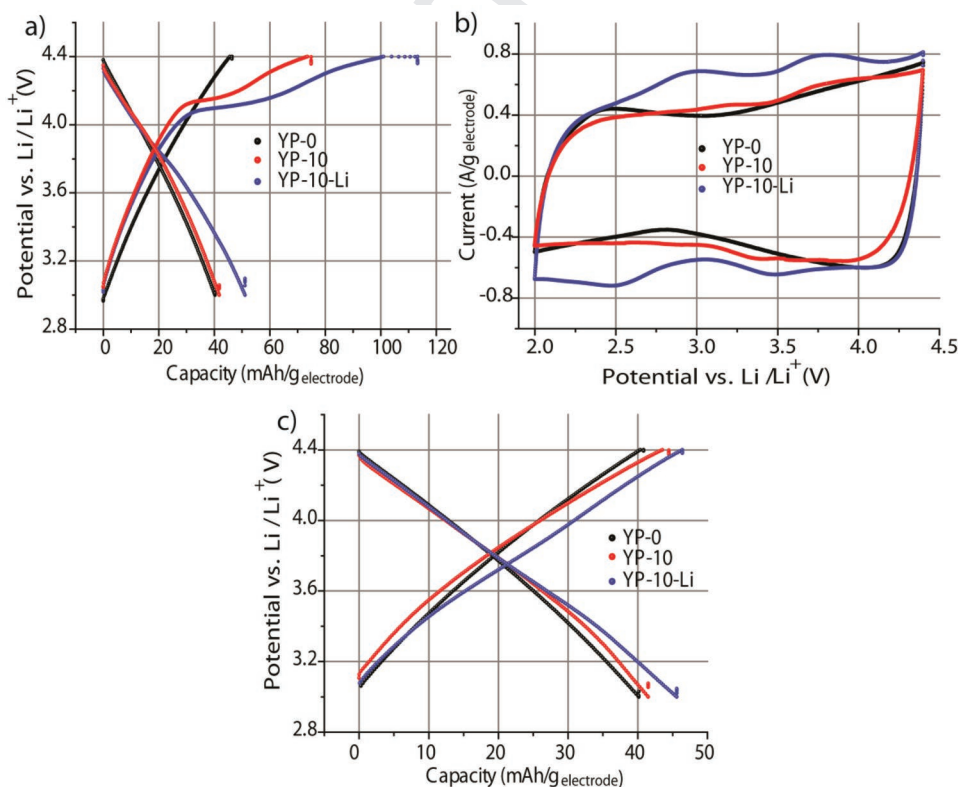 a)
4.4
4.0
3.6
3.2
2.8
Potential vs. Li / Li⁺(V)
YP-0
YP-10
YP-10-Li
0 20 40 60 80 100 120
Capacity (mAh/g electrode)
b)
0.8
0.4
0.0
-0.4
-0.8
Current (A/g electrode)
YP-0
YP-10
YP-10-Li
2.0 2.5 3.0 3.5 4.0 4.5
Potential vs. Li /Li⁺(V)
c)
4.4
4.0
3.6
3.2
2.8
Potential vs. Li / Li⁺( V)
YP-0
YP-10
YP-10-Li
0 10 20 30 40 50
Capacity (mAh/g electrode)